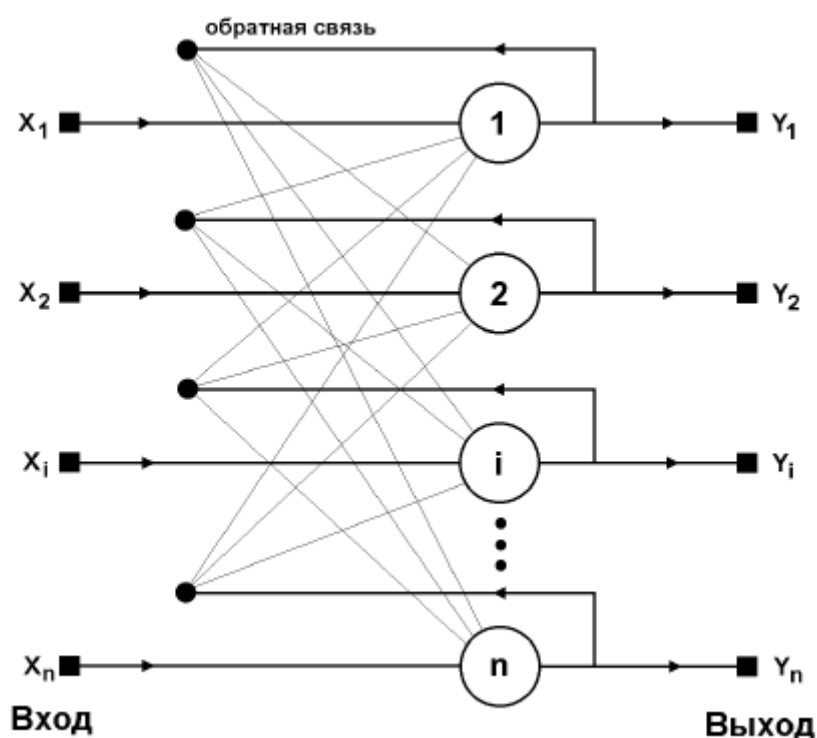 обратная связь
X1 1 Y1
X2 2 Y2
Xi i Yi
Xn n Yn
Вход Выход